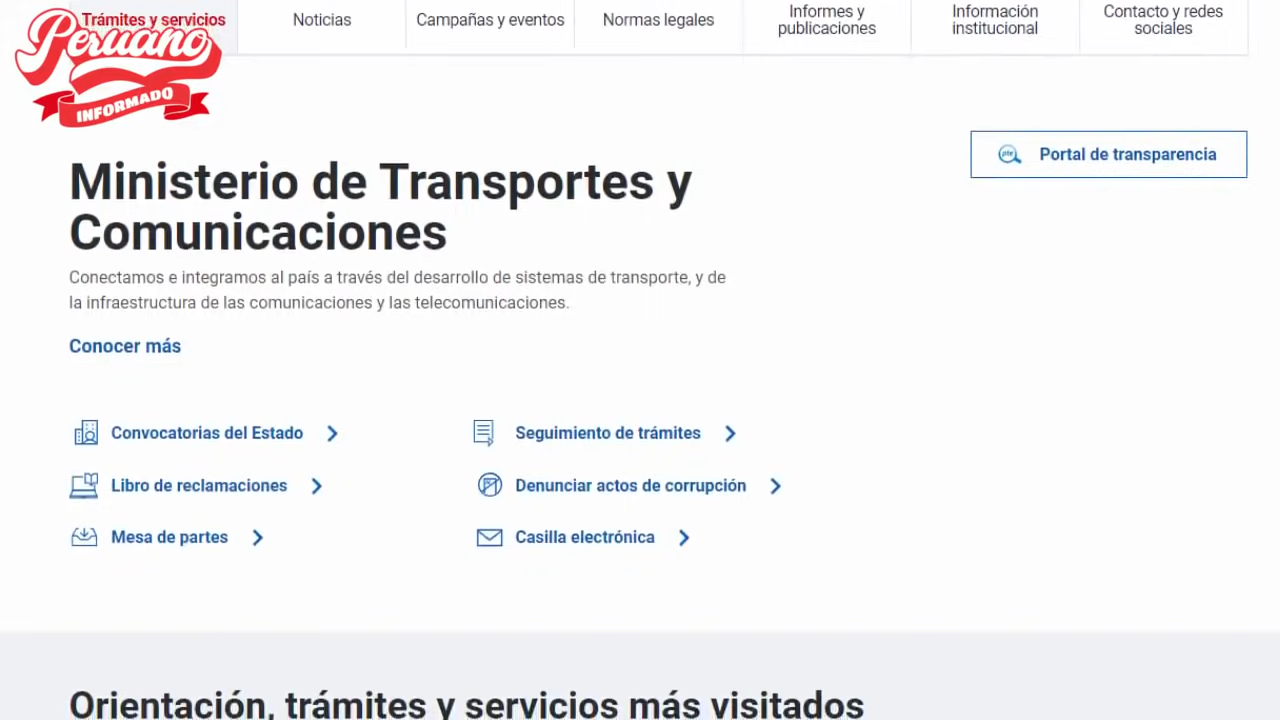 Trámites y servicios
Noticias
Campañas y eventos
Normas legales
Informes y
publicaciones
Información
institucional
Contacto y redes
sociales
Peruano
INFORMADO
pte
Portal de transparencia
Ministerio de Transportes y
Comunicaciones
Conectamos e integramos al país a través del desarrollo de sistemas de transporte, y de
la infraestructura de las comunicaciones y las telecomunicaciones.
Conocer más
Convocatorias del Estado
Seguimiento de trámites
Libro de reclamaciones
Denunciar actos de corrupción
Mesa de partes
Casilla electrónica
Orientación, trámites y servicios más visitados